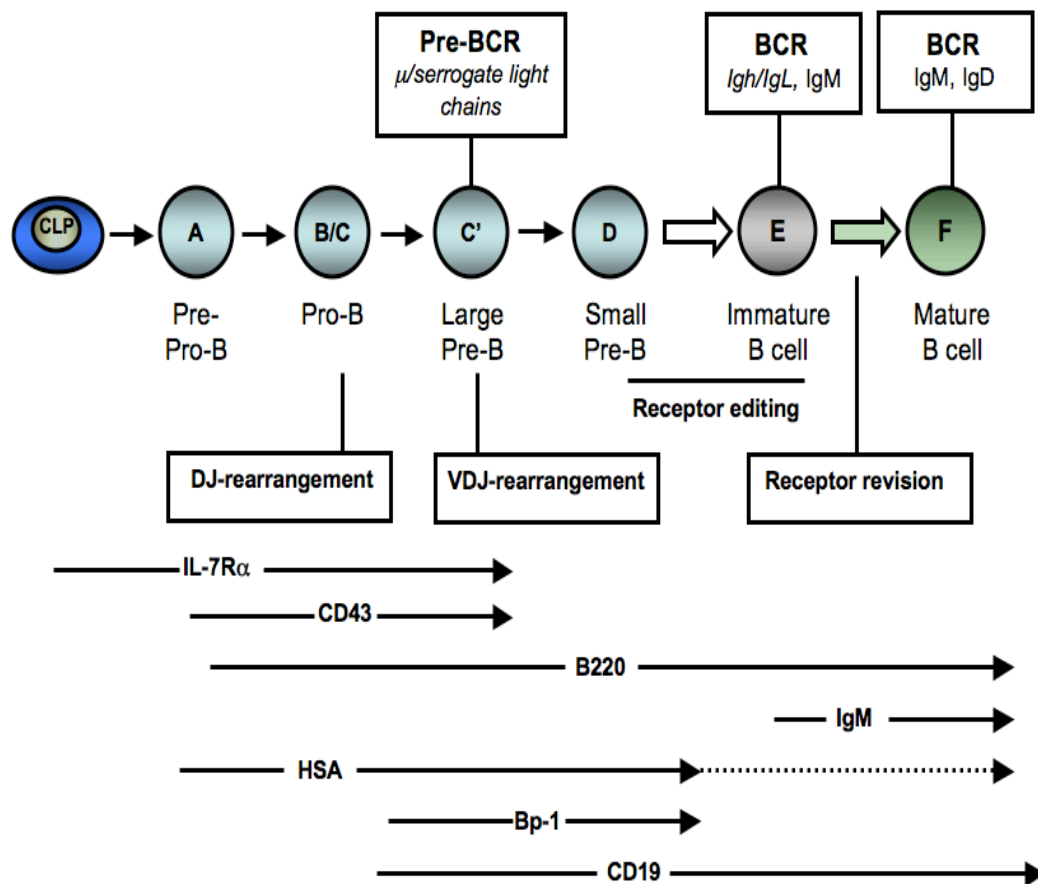 Pre-BCR
μ/serrogate light
chains
BCR
Igh/IgL, IgM
BCR
IgM, IgD
CLP
A
B/C
C’
D
E
F
Pre-
Pro-B
Pro-B
Large
Pre-B
Small
Pre-B
Immature
B cell
Mature
B cell
Receptor editing
DJ-rearrangement
VDJ-rearrangement
Receptor revision
IL-7Rα
CD43
B220
IgM
HSA
Bp-1
CD19